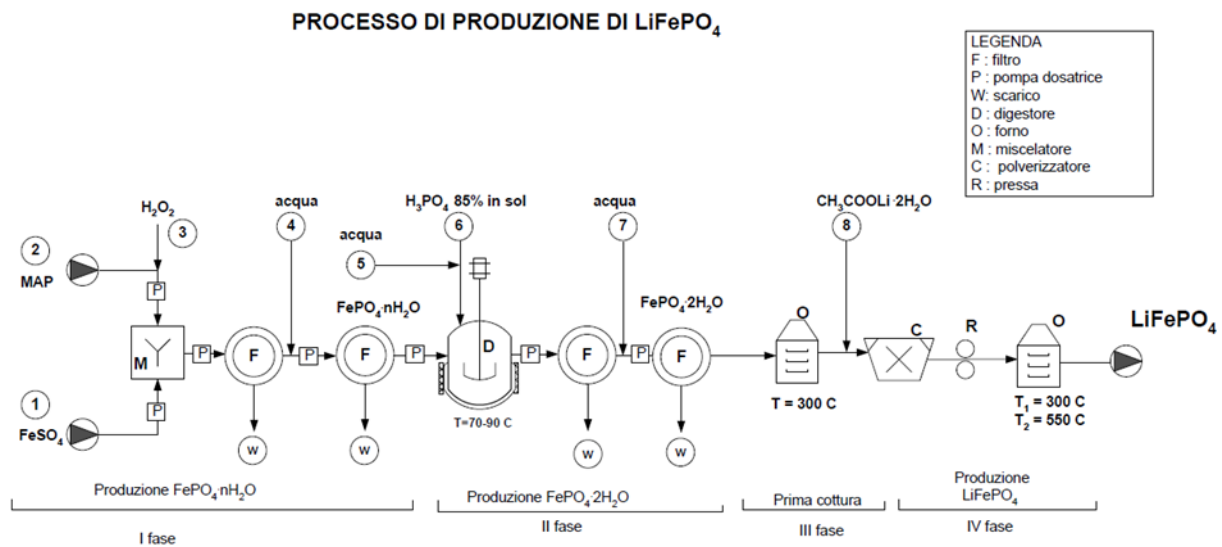 PROCESSO DI PRODUZIONE DI LiFePO₄
LEGENDA
F : filtro
P : pompa dosatrice
W: scarico
D : digestore
O : forno
M : miscelatore
C : polverizzatore
R : pressa
H₂O₂
3
acqua
4
H₃PO₄ 85% in sol
6
acqua
5
acqua
7
CH₃COOLi·2H₂O
8
2
MAP
P
FePO₄·nH₂O
FePO₄·2H₂O
M
P
F
P
F
P
D
P
F
P
F
O
C
R
O
LiFePO₄
P
1
FeSO₄
T=70-90 C
T = 300 C
T₁ = 300 C
T₂ = 550 C
W
W
W
W
Produzione FePO₄·nH₂O
I fase
Produzione FePO₄·2H₂O
II fase
Prima cottura
III fase
Produzione
LiFePO₄
IV fase